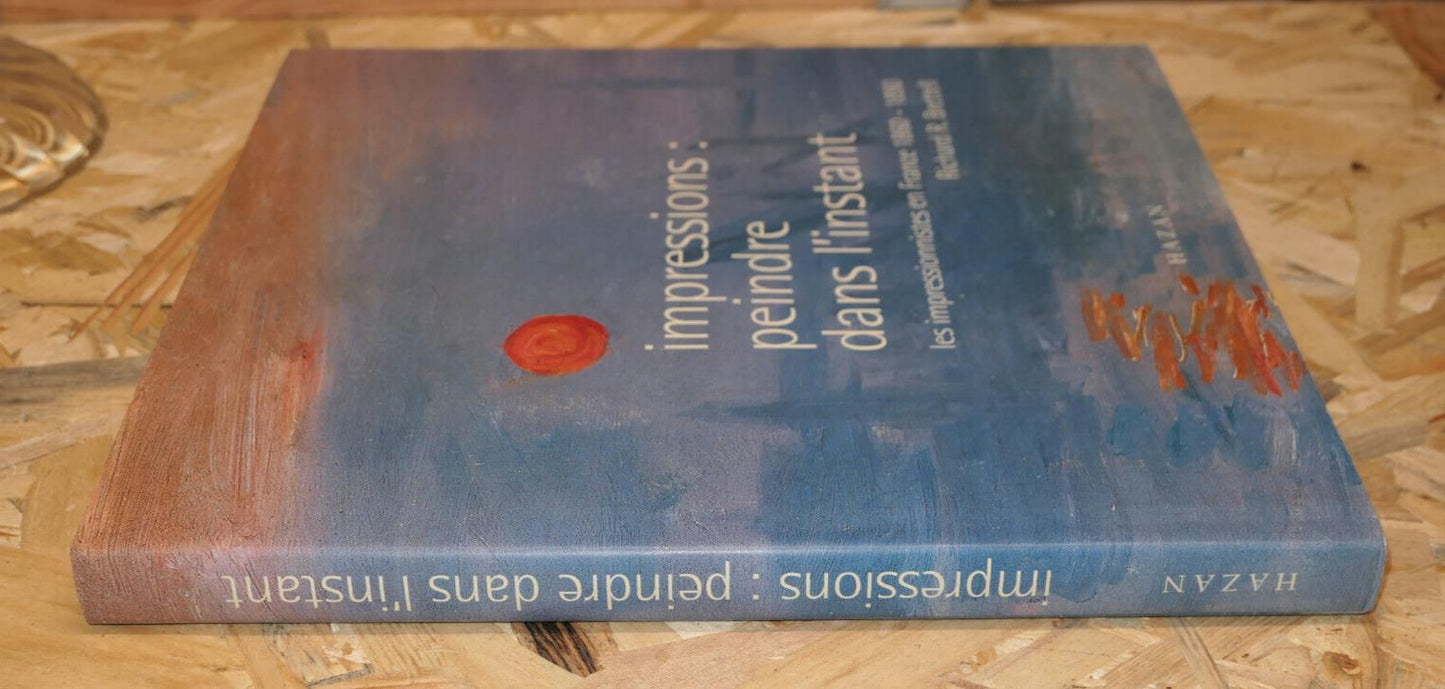 impressions :
peindre
dans l'instant
les impressionnistes en France 1860 - 1890
Richard R. Brettell
HAZAN
impressions : peindre dans l'instant
HAZAN